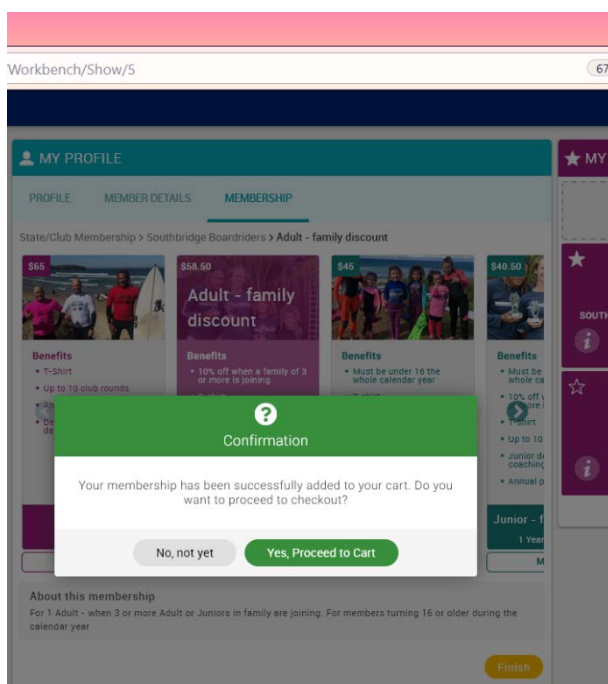 Workbench/Show/5
67
MY PROFILE
MY
PROFILE
MEMBER DETAILS
MEMBERSHIP
State/Club Membership > Southbridge Boardriders > Adult - family discount
$65
Benefits
• T-Shirt
• Up to 10 club rounds
$58.50
Adult - family
discount
Benefits
• 10% off when a family of 3
or more is joining
$45
Benefits
• Must be under 16 the
whole calendar year
$40.50
Benefits
• Must be
whole ca
• 10% off
• T-Shirt
• Up to 10
• Junior de
coaching
• Annual p
Junior - f
1 Year
M
SOUTH
Confirmation
Your membership has been successfully added to your cart. Do you
want to proceed to checkout?
No, not yet
Yes, Proceed to Cart
About this membership
For 1 Adult - when 3 or more Adult or Juniors in family are joining. For members turning 16 or older during the
calendar year
Finish